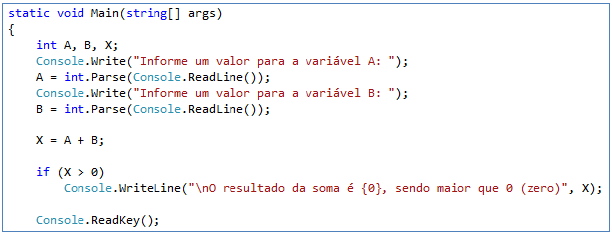 static void Main(string[] args)
{
int A, B, X;
Console.Write("Informe um valor para a variável A: ");
A = int.Parse(Console.ReadLine());
Console.Write("Informe um valor para a variável B: ");
B = int.Parse(Console.ReadLine());
X = A + B;
if (X > 0)
Console.WriteLine("\nO resultado da soma é {0}, sendo maior que 0 (zero)", X);
Console.ReadKey();